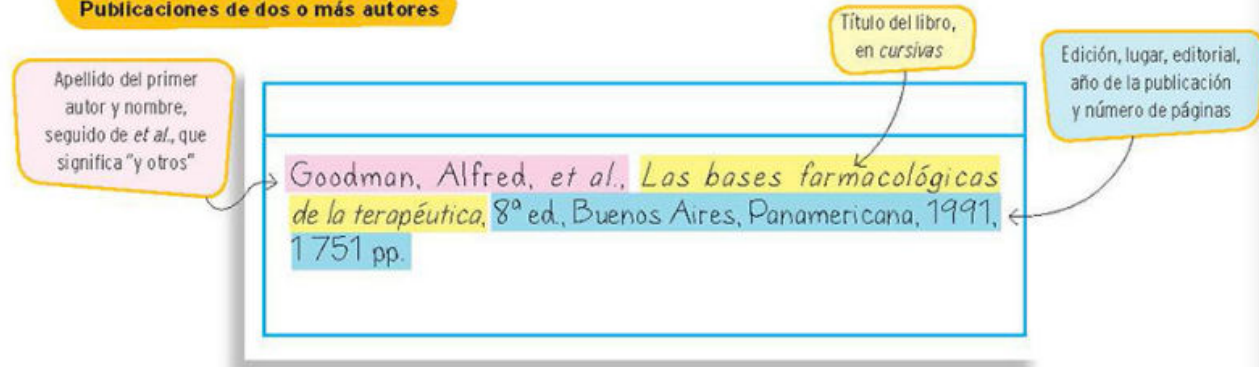 Publicaciones de dos o más autores
Título del libro,
en cursivas
Edición, lugar, editorial,
año de la publicación
y número de páginas
Apellido del primer
autor y nombre,
seguido de et al., que
significa "y otros"
Goodman, Alfred, et al., Las bases farmacológicas
de la terapéutica, 8ª ed., Buenos Aires, Panamericana, 1991,
1 751 pp.